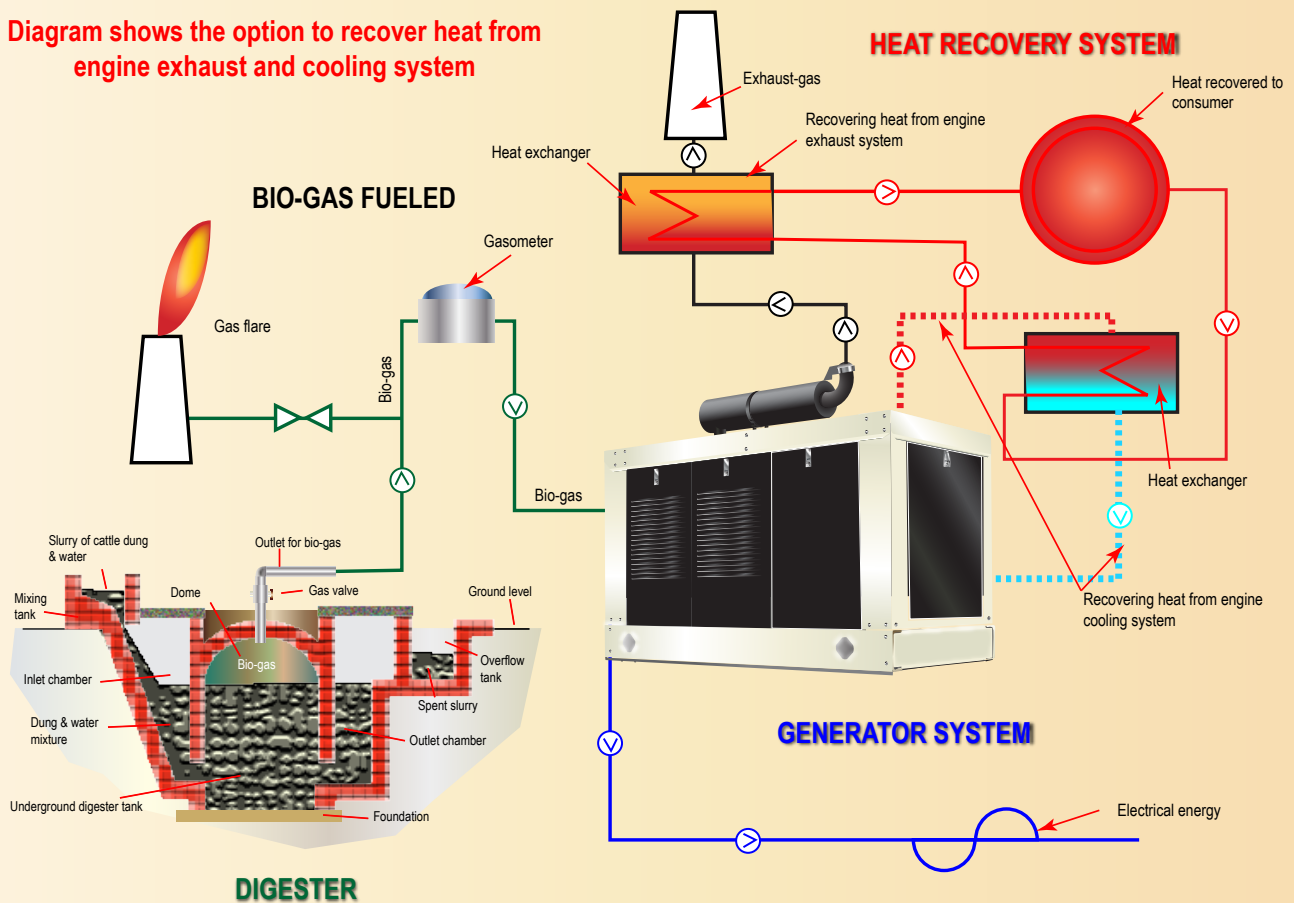 Diagram shows the option to recover heat from
engine exhaust and cooling system
HEAT RECOVERY SYSTEM
Exhaust-gas
Heat recovered to
consumer
Recovering heat from engine
exhaust system
Heat exchanger
BIO-GAS FUELED
Gasometer
Gas flare
Bio-gas
Bio-gas
Heat exchanger
Recovering heat from engine
cooling system
Slurry of cattle dung
& water
Outlet for bio-gas
Mixing
tank
Dome
Gas valve
Ground level
Bio-gas
Overflow
tank
Inlet chamber
Spent slurry
Dung & water
mixture
Outlet chamber
Underground digester tank
Foundation
DIGESTER
GENERATOR SYSTEM
Electrical energy